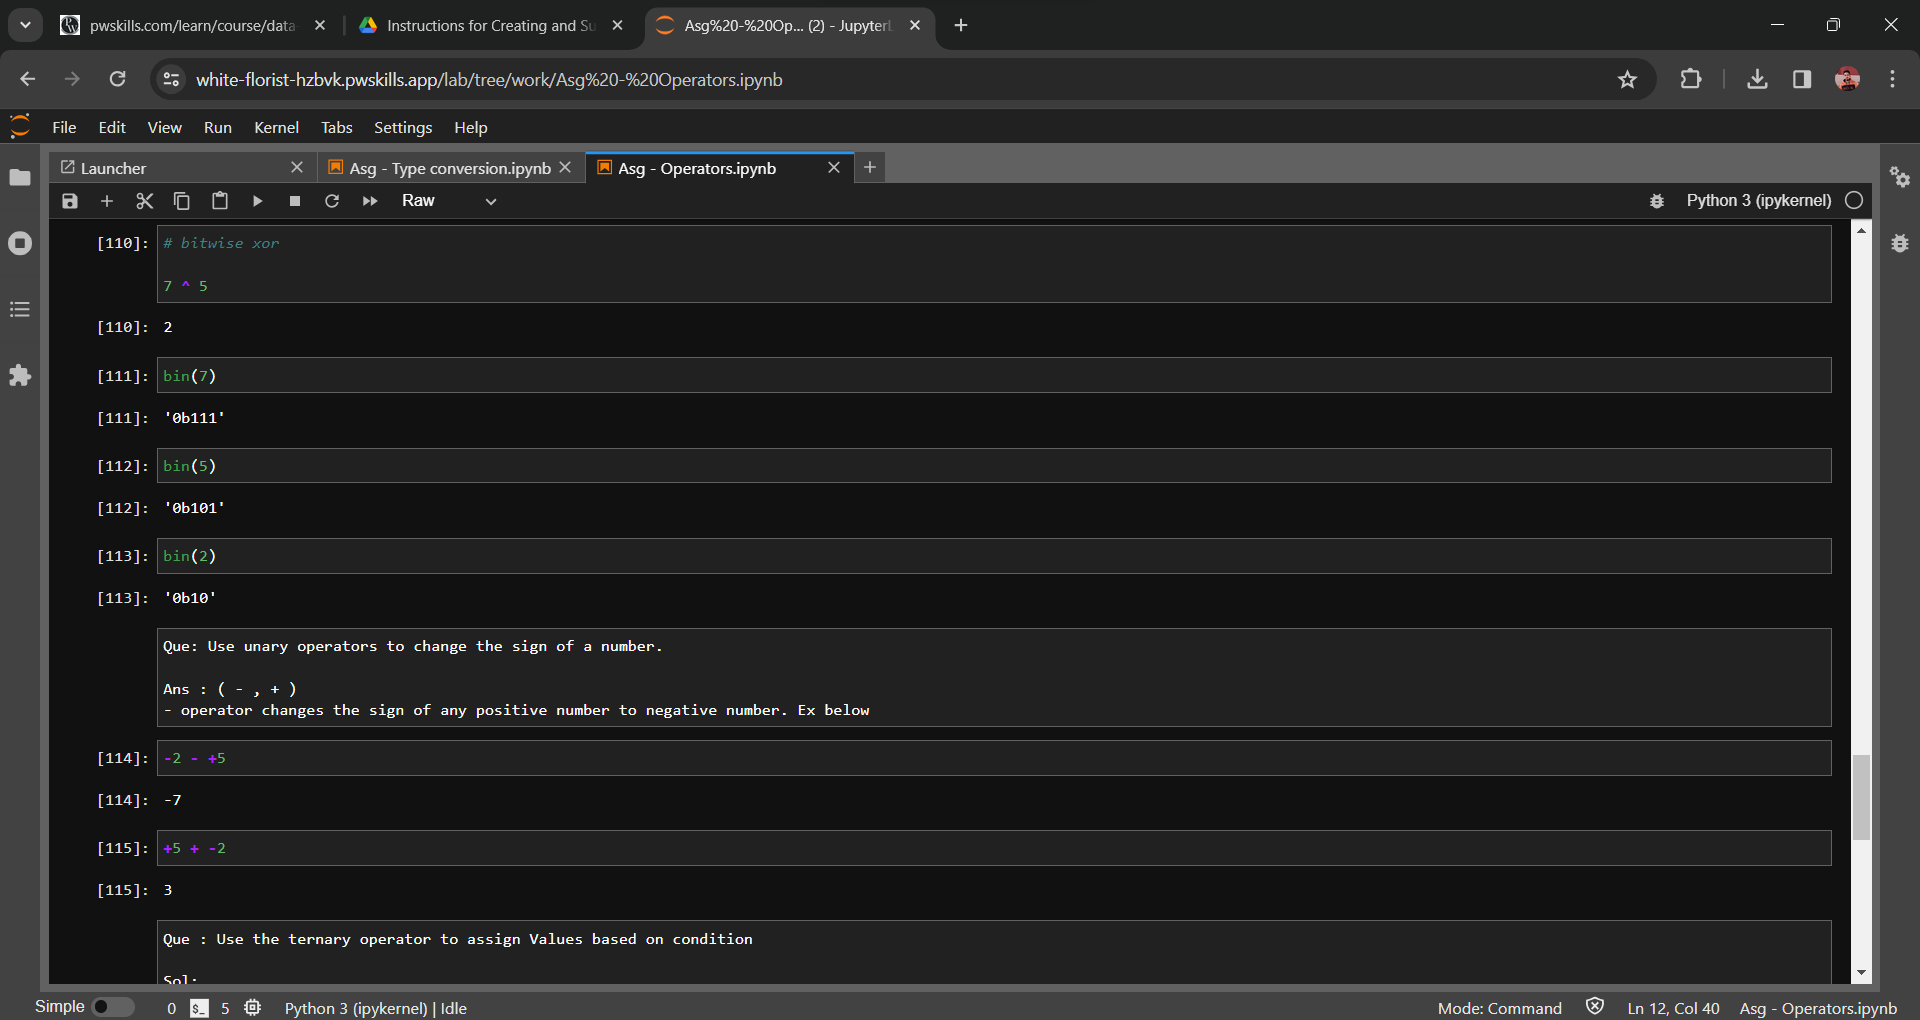 pwskills.com/learn/course/data-
Instructions for Creating and Su
Asg%20-%20Op... (2) - JupyterL
white-florist-hzbvk.pwskills.app/lab/tree/work/Asg%20-%20Operators.ipynb
File Edit View Run Kernel Tabs Settings Help
Launcher
Asg - Type conversion.ipynb
Asg - Operators.ipynb
Raw
Python 3 (ipykernel)
[110]: # bitwise xor
7 ^ 5
[110]: 2
[111]: bin(7)
[111]: '0b111'
[112]: bin(5)
[112]: '0b101'
[113]: bin(2)
[113]: '0b10'
Que: Use unary operators to change the sign of a number.
Ans : ( - , + )
- operator changes the sign of any positive number to negative number. Ex below
[114]: -2 - +5
[114]: -7
[115]: +5 + -2
[115]: 3
Que : Use the ternary operator to assign Values based on condition
Sol:
Simple 0 $_ 5 Python 3 (ipykernel) | Idle Mode: Command Ln 12, Col 40 Asg - Operators.ipynb